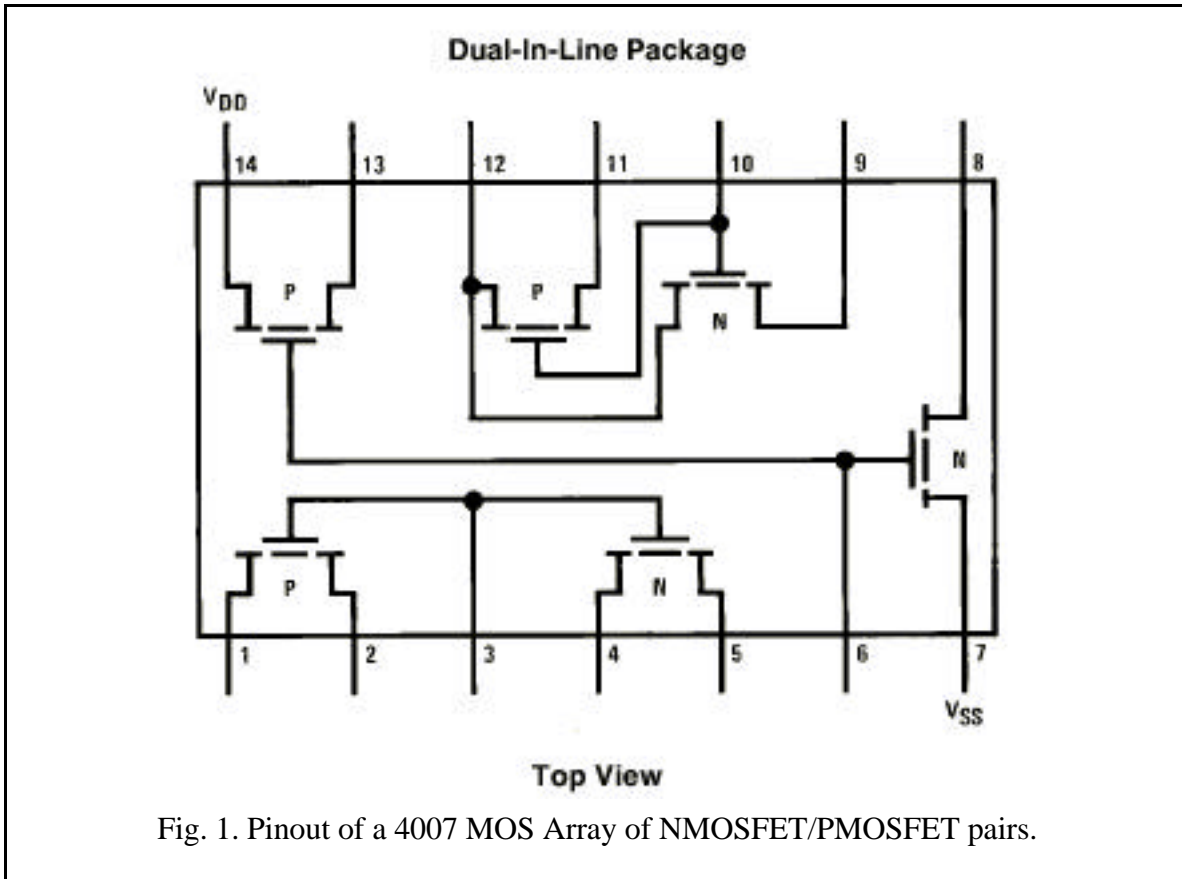 Dual-In-Line Package
VDD
14 13 12 11 10 9 8
P P N
N
P N
1 2 3 4 5 6 7
VSS
Top View
Fig. 1. Pinout of a 4007 MOS Array of NMOSFET/PMOSFET pairs.